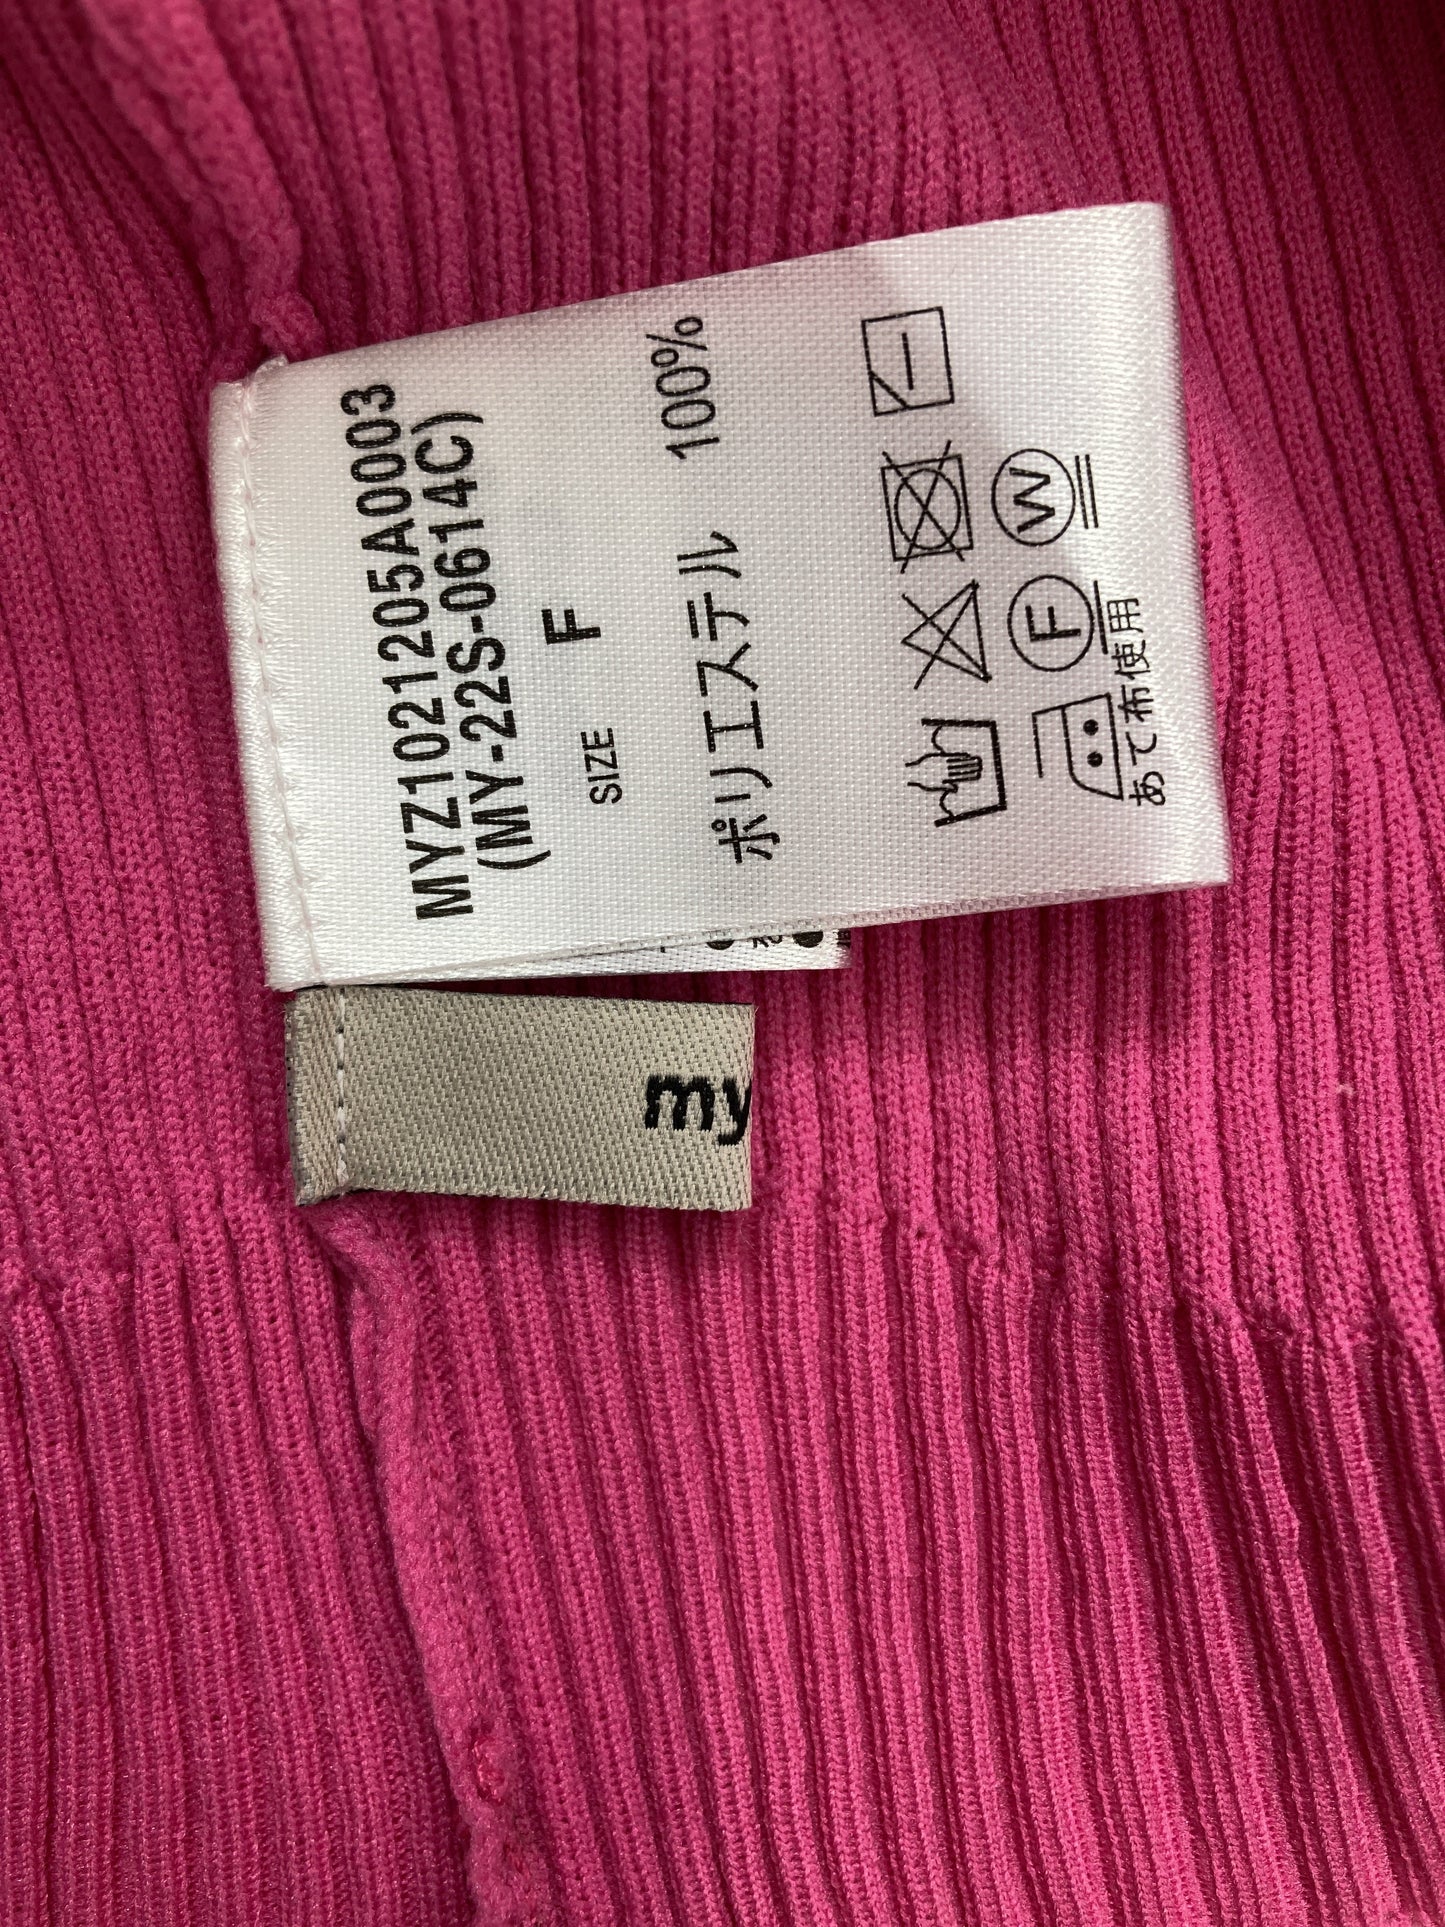 MYZ1021205A0003
(MY-22S-0614C)
SIZE F
ポリエステル 100%
F W
あて布使用
my